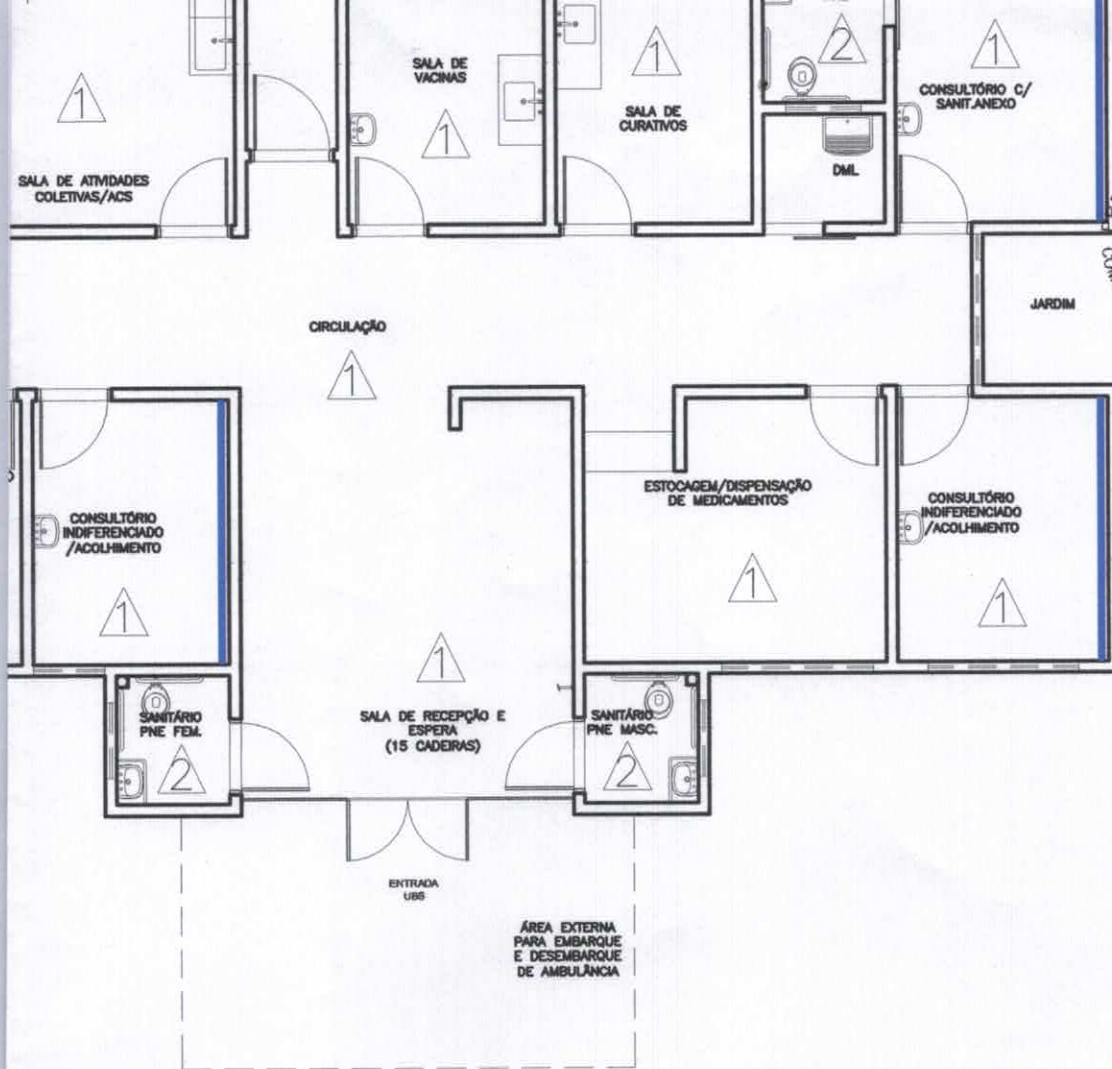 2
1
CONSULTÓRIO C/
SANIT.ANEXO
SALA DE
VACINAS
1
1
SALA DE
CURATIVOS
1
DML
SALA DE ATIVIDADES
COLETIVAS/ACS
1
JARDIM
CIRCULAÇÃO
1
ESTOCAGEM/DISPENSAÇÃO
DE MEDICAMENTOS
1
CONSULTÓRIO
INDIFERENCIADO
/ACOLHIMENTO
1
CONSULTÓRIO
INDIFERENCIADO
/ACOLHIMENTO
1
1
SALA DE RECEPÇÃO E
ESPERA
(15 CADEIRAS)
SANITÁRIO
PNE FEM.
2
SANITÁRIO
PNE MASC.
2
ENTRADA
UBS
ÁREA EXTERNA
PARA EMBARQUE
E DESEMBARQUE
DE AMBULÂNCIA